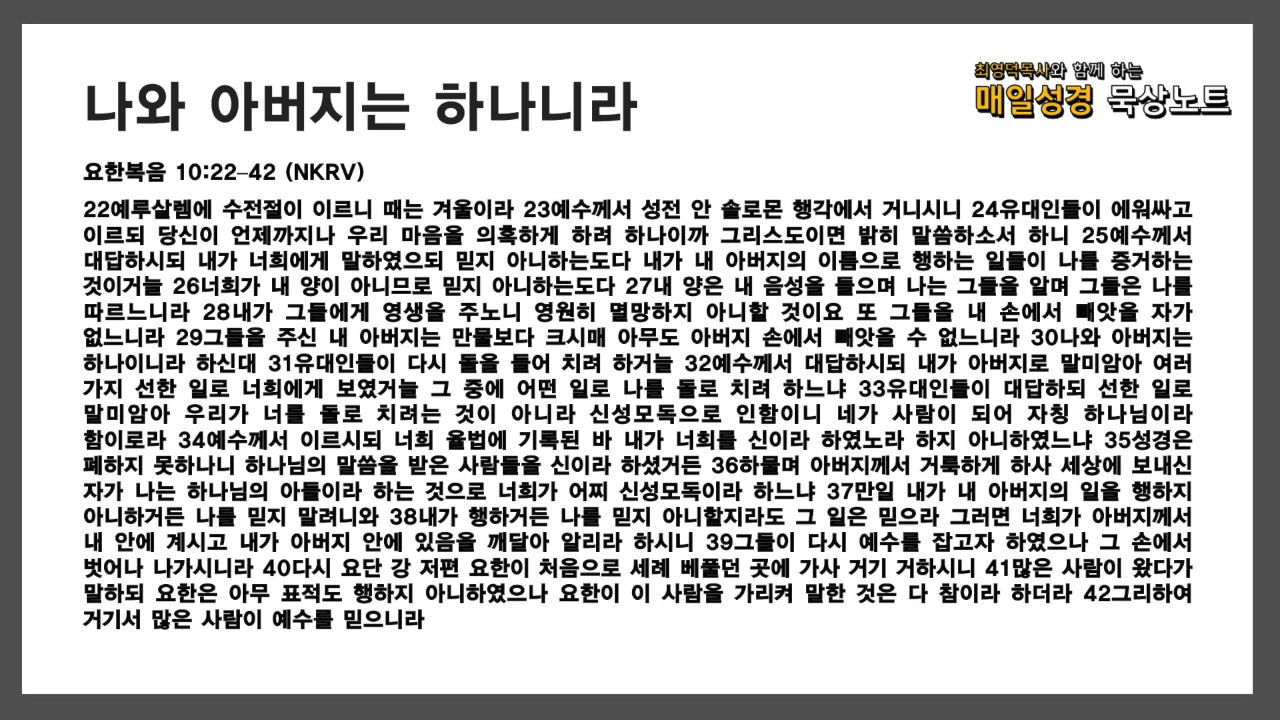 최영덕목사와 함께 하는
매일성경 묵상노트
나와 아버지는 하나니라
요한복음 10:22–42 (NKRV)
22예루살렘에 수전절이 이르니 때는 겨울이라 23예수께서 성전 안 솔로몬 행각에서 거니시니 24유대인들이 에워싸고
이르되 당신이 언제까지나 우리 마음을 의혹하게 하려 하나이까 그리스도이면 밝히 말씀하소서 하니 25예수께서
대답하시되 내가 너희에게 말하였으되 믿지 아니하는도다 내가 내 아버지의 이름으로 행하는 일들이 나를 증거하는
것이거늘 26너희가 내 양이 아니므로 믿지 아니하는도다 27내 양은 내 음성을 들으며 나는 그들을 알며 그들은 나를
따르느니라 28내가 그들에게 영생을 주노니 영원히 멸망하지 아니할 것이요 또 그들을 내 손에서 빼앗을 자가
없느니라 29그들을 주신 내 아버지는 만물보다 크시매 아무도 아버지 손에서 빼앗을 수 없느니라 30나와 아버지는
하나이니라 하신대 31유대인들이 다시 돌을 들어 치려 하거늘 32예수께서 대답하시되 내가 아버지로 말미암아 여러
가지 선한 일로 너희에게 보였거늘 그 중에 어떤 일로 나를 돌로 치려 하느냐 33유대인들이 대답하되 선한 일로
말미암아 우리가 너를 돌로 치려는 것이 아니라 신성모독으로 인함이니 네가 사람이 되어 자칭 하나님이라
함이로라 34예수께서 이르시되 너희 율법에 기록된 바 내가 너희를 신이라 하였노라 하지 아니하였느냐 35성경은
폐하지 못하나니 하나님의 말씀을 받은 사람들을 신이라 하셨거든 36하물며 아버지께서 거룩하게 하사 세상에 보내신
자가 나는 하나님의 아들이라 하는 것으로 너희가 어찌 신성모독이라 하느냐 37만일 내가 내 아버지의 일을 행하지
아니하거든 나를 믿지 말려니와 38내가 행하거든 나를 믿지 아니할지라도 그 일은 믿으라 그러면 너희가 아버지께서
내 안에 계시고 내가 아버지 안에 있음을 깨달아 알리라 하시니 39그들이 다시 예수를 잡고자 하였으나 그 손에서
벗어나 나가시니라 40다시 요단 강 저편 요한이 처음으로 세례 베풀던 곳에 가사 거기 거하시니 41많은 사람이 왔다가
말하되 요한은 아무 표적도 행하지 아니하였으나 요한이 이 사람을 가리켜 말한 것은 다 참이라 하더라 42그리하여
거기서 많은 사람이 예수를 믿으니라